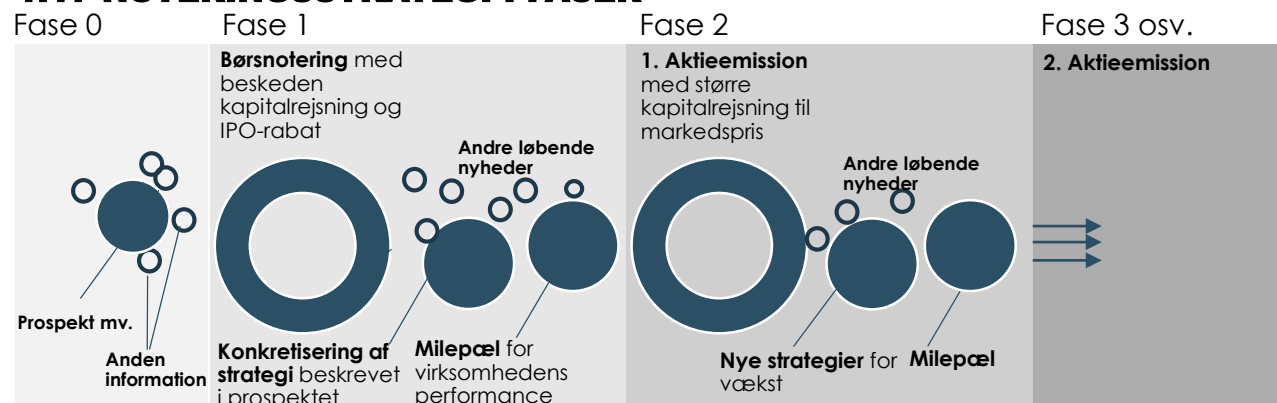 Fase 0
Fase 1
Fase 2
Fase 3 osv.
Børsnotering med
beskeden
kapitalrejsning og
IPO-rabat
1. Aktieemission
med større
kapitalrejsning til
markedspris
2. Aktieemission
Andre løbende
nyheder
Andre løbende
nyheder
Prospekt mv.
Anden
information
Konkretisering af
strategi beskrevet
i prospektet
Milepæl for
virksomhedens
performance
Nye strategier for
vækst
Milepæl